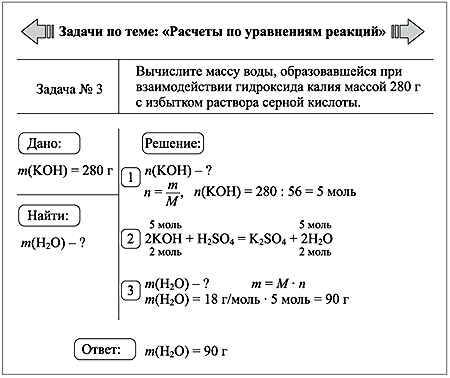 Задачи по теме: «Расчеты по уравнениям реакций»
Задача № 3
Вычислите массу воды, образовавшейся при
взаимодействии гидроксида калия массой 280 г
с избытком раствора серной кислоты.
Дано:
m(KOH) = 280 г
Найти:
m(H₂O) – ?
Решение:
1
n(KOH) – ?
n = m/M, n(KOH) = 280 : 56 = 5 моль
5 моль 5 моль
2
2KOH + H₂SO₄ = K₂SO₄ + 2H₂O
2 моль 2 моль
3
m(H₂O) – ? m = M · n
m(H₂O) = 18 г/моль · 5 моль = 90 г
Ответ: m(H₂O) = 90 г